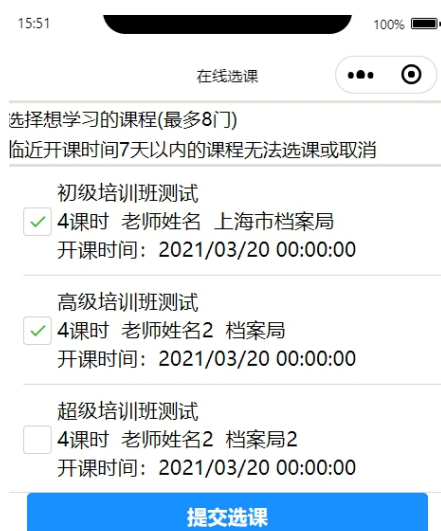 15:51
100%
在线选课
选择想学习的课程(最多8门)
临近开课时间7天以内的课程无法选课或取消
初级培训班测试
4课时 老师姓名 上海市档案局
开课时间：2021/03/20 00:00:00
高级培训班测试
4课时 老师姓名2 档案局
开课时间：2021/03/20 00:00:00
超级培训班测试
4课时 老师姓名2 档案局2
开课时间：2021/03/20 00:00:00
提交选课